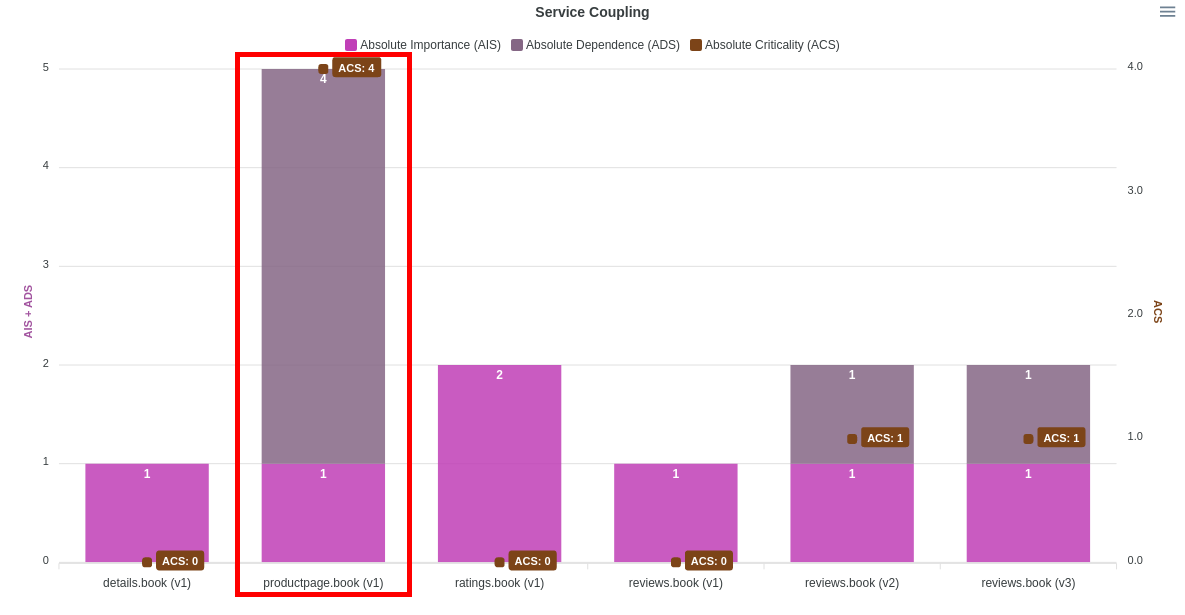 Service Coupling
Absolute Importance (AIS) Absolute Dependence (ADS) Absolute Criticality (ACS)
5
4
3
2
1
0
AIS + ADS
4.0
3.0
2.0
1.0
0.0
ACS
ACS: 4
4
1
1
ACS: 0
2
ACS: 0
1
ACS: 0
1
ACS: 1
1
1
ACS: 1
1
details.book (v1) productpage.book (v1) ratings.book (v1) reviews.book (v1) reviews.book (v2) reviews.book (v3)